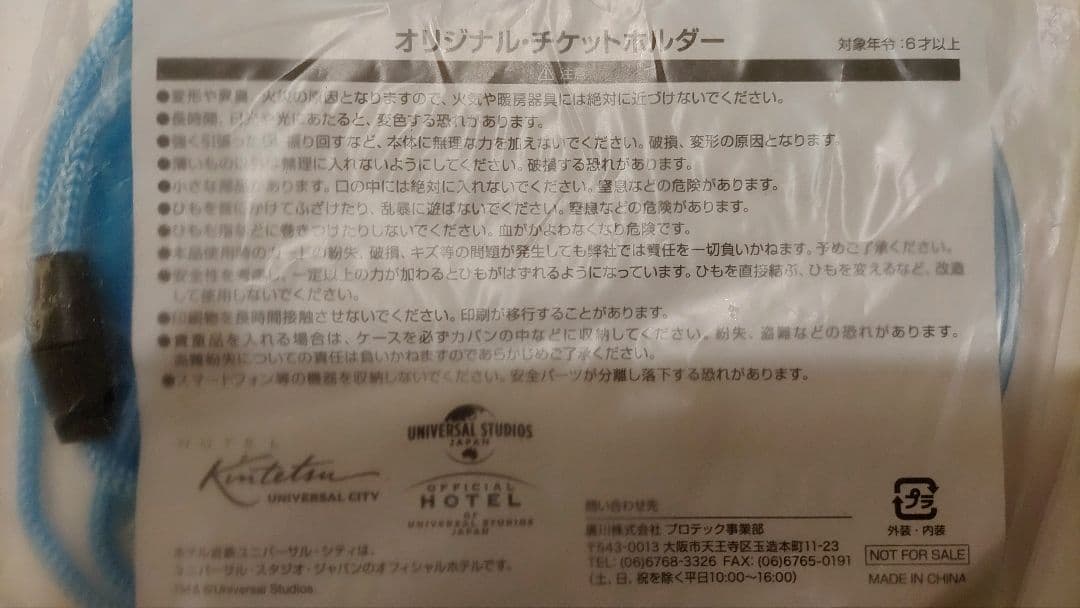 オリジナル・チケットホルダー
対象年令：6才以上
⚠注意
●変形や異臭、火災の原因となりますので、火気や暖房器具には絶対に近づけないでください。
●長時間、日光や光にあたると、変色する恐れがあります。
●強く引張ったり、振り回すなど、本体に無理な力を加えないでください。破損、変形の原因となります。
●薄いもの以外は無理に入れないようにしてください。破損する恐れがあります。
●小さな部品があります。口の中には絶対に入れないでください。窒息などの危険があります。
●ひもを首にかけてふざけたり、乱暴に遊ばないでください。窒息などの危険があります。
●ひもを指などに巻きつけたりしないでください。血がかよわなくなり危険です。
●本品使用時の の紛失、破損、キズ等の問題が発生しても弊社では責任を一切負いかねます。予めご了承ください。
●安全性を考慮し、一定以上の力が加わるとひもがはずれるようになっています。ひもを直接結ぶ、ひもを変えるなど、改造
して使用しないでください。
●印刷物を長時間接触させないでください。印刷が移行することがあります。
●貴重品を入れる場合は、ケースを必ずカバンの中などに収納してください。紛失、盗難などの恐れがあります。
盗難紛失についての責任は負いかねますのであらかじめご了承ください。
●スマートフォン等の機器を収納しないでください。安全パーツが分離し落下する恐れがあります。
HOTEL
Kintetsu
UNIVERSAL CITY
UNIVERSAL STUDIOS
JAPAN
OFFICIAL
HOTEL
OF
UNIVERSAL STUDIOS
JAPAN
ホテル近鉄ユニバーサル・シティは、
ユニバーサル・スタジオ・ジャパンのオフィシャルホテルです。
TM & © Universal Studios.
問い合わせ先
廣川株式会社 プロテック事業部
〒543-0013 大阪市天王寺区玉造本町11-23
TEL: (06)6768-3326 FAX: (06)6765-0191
(土、日、祝を除く平日10:00〜16:00)
プラ
外装・内装
NOT FOR SALE
MADE IN CHINA